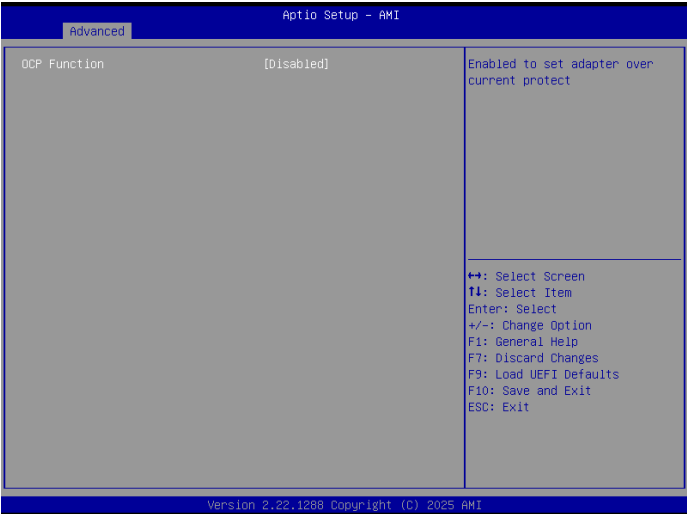 Aptio Setup – AMI
Advanced
OCP Function [Disabled]
Enabled to set adapter over
current protect
↔: Select Screen
↑↓: Select Item
Enter: Select
+/-: Change Option
F1: General Help
F7: Discard Changes
F9: Load UEFI Defaults
F10: Save and Exit
ESC: Exit
Version 2.22.1288 Copyright (C) 2025 AMI